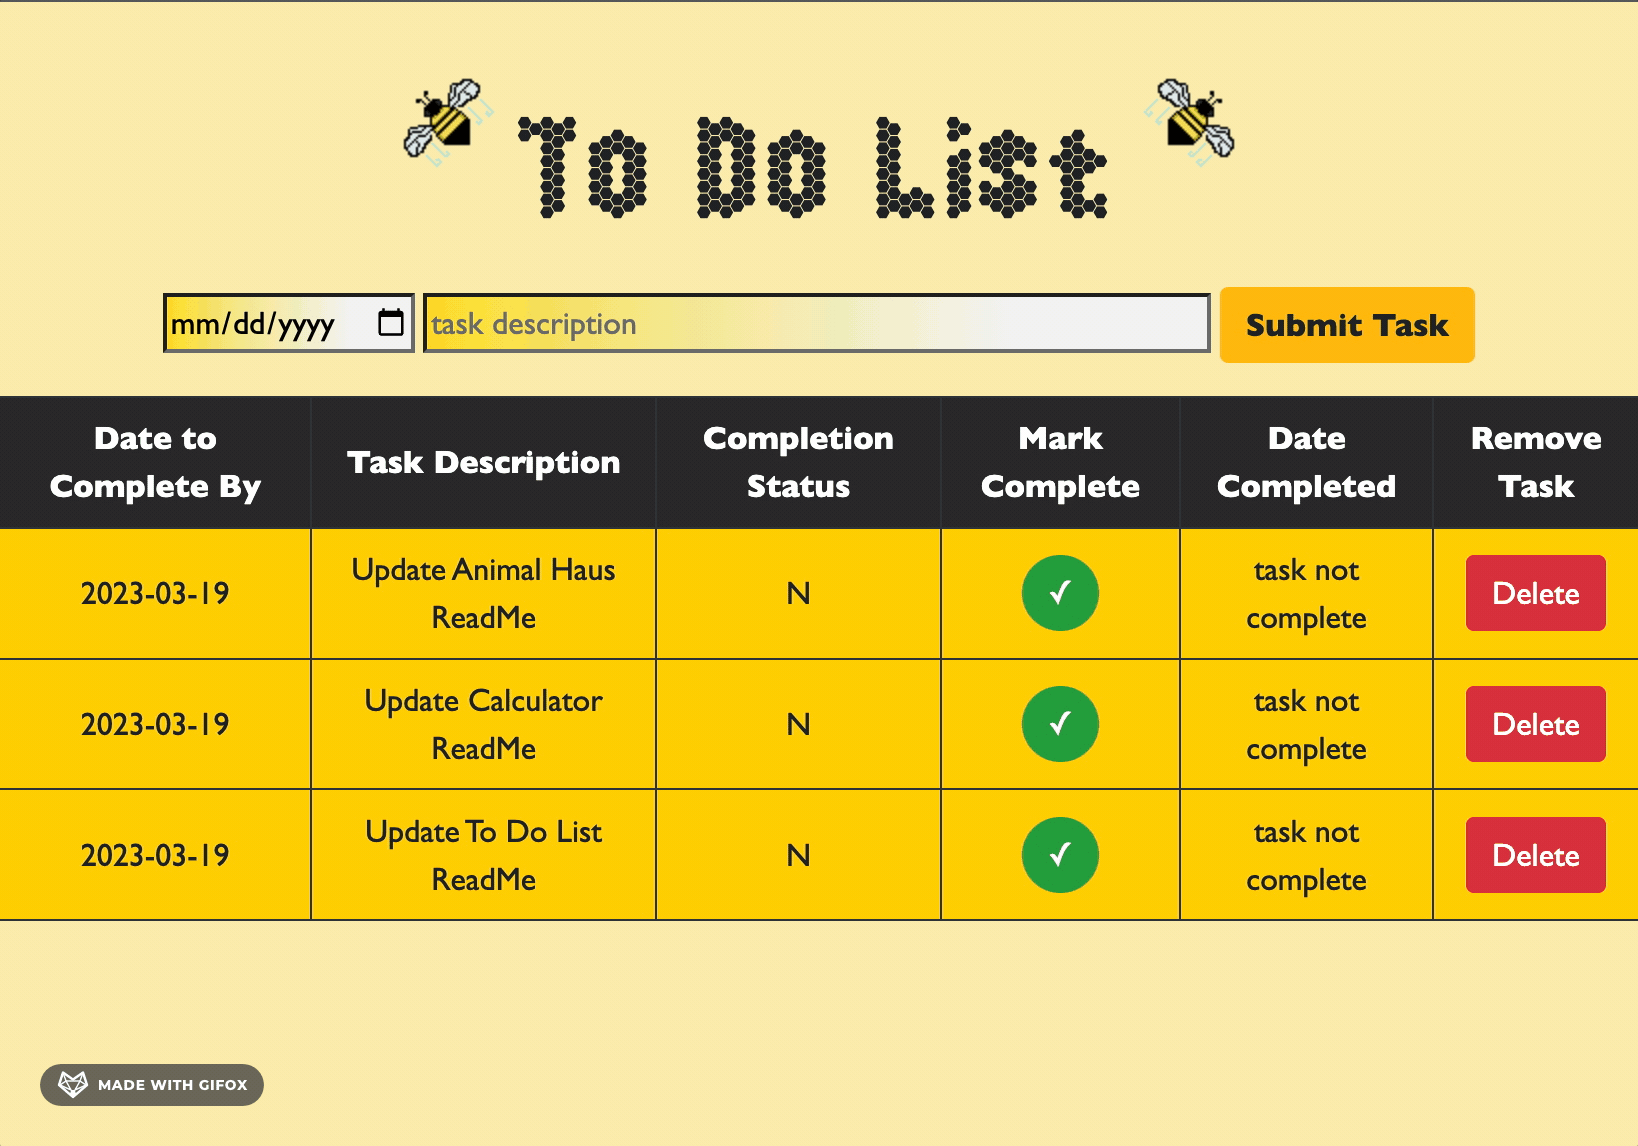 To Do List
mm/dd/yyyy task description Submit Task
Date to Complete By
Task Description
Completion Status
Mark Complete
Date Completed
Remove Task
2023-03-19
Update Animal Haus ReadMe
N
✓
task not complete
Delete
2023-03-19
Update Calculator ReadMe
N
✓
task not complete
Delete
2023-03-19
Update To Do List ReadMe
N
✓
task not complete
Delete
MADE WITH GIFOX